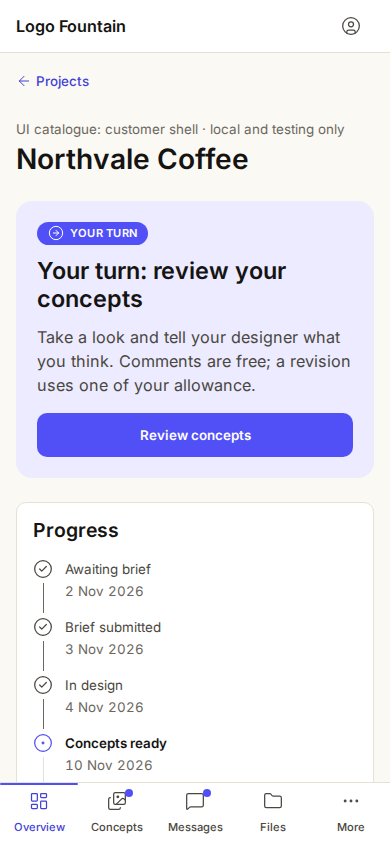 Logo Fountain
← Projects
UI catalogue: customer shell · local and testing only
Northvale Coffee
YOUR TURN
Your turn: review your
concepts
Take a look and tell your designer what
you think. Comments are free; a revision
uses one of your allowance.
Review concepts
Progress
Awaiting brief
2 Nov 2026
Brief submitted
3 Nov 2026
In design
4 Nov 2026
Concepts ready
10 Nov 2026
Overview Concepts Messages Files More